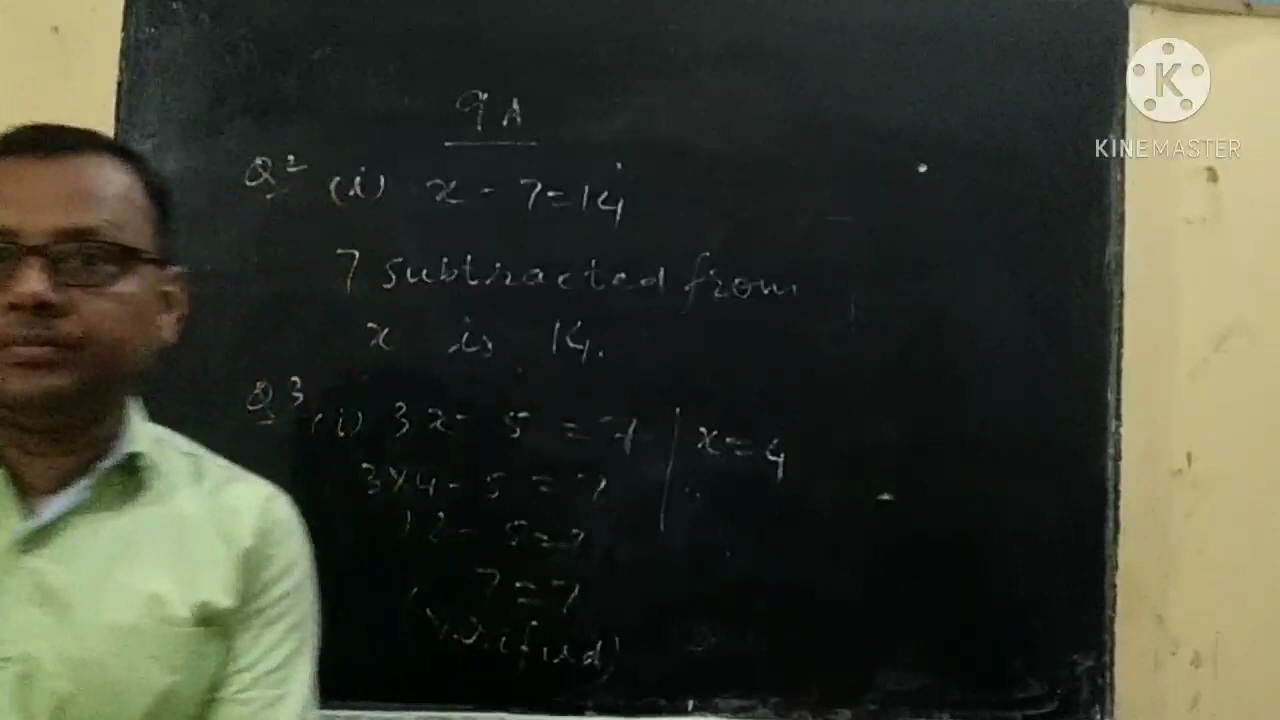 9A
Q2 (i) x - 7 = 14
7 subtracted from
x is 14.
Q3 (i) 3x - 5 = 7 | x = 4
3×4 - 5 = 7
12 - 5 = 7
7 = 7
(Verified)
K
KINEMASTER